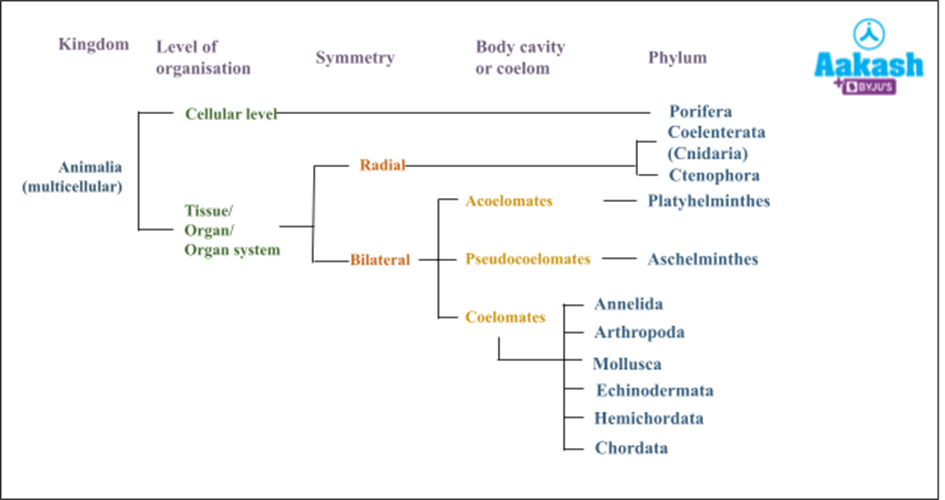 Kingdom
Level of
organisation
Symmetry
Body cavity
or coelom
Phylum
Aakash
+ BYJU'S
Cellular level
Porifera
Coelenterata
(Cnidaria)
Ctenophora
Animalia
(multicellular)
Radial
Tissue/
Organ/
Organ system
Bilateral
Acoelomates
Platyhelminthes
Pseudocoelomates
Aschelminthes
Coelomates
Annelida
Arthropoda
Mollusca
Echinodermata
Hemichordata
Chordata